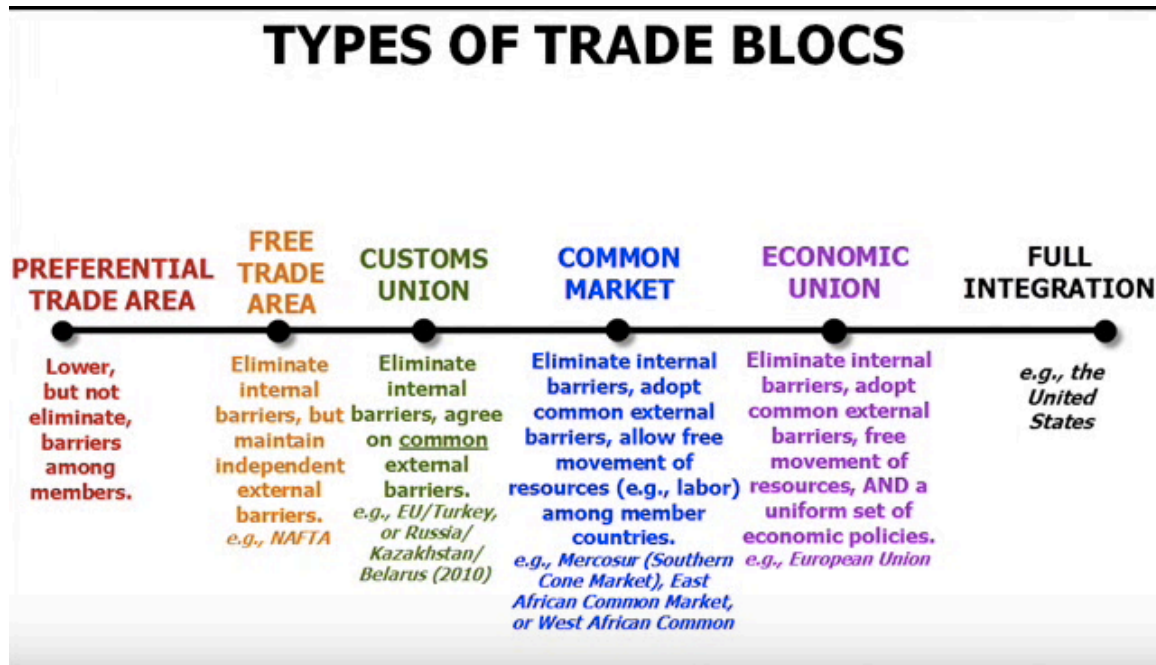 TYPES OF TRADE BLOCS
PREFERENTIAL
TRADE AREA
Lower,
but not
eliminate,
barriers
among
members.
FREE
TRADE
AREA
Eliminate
internal
barriers, but
maintain
independent
external
barriers.
e.g., NAFTA
CUSTOMS
UNION
Eliminate
internal
barriers, agree
on common
external
barriers.
e.g., EU/Turkey,
or Russia/
Kazakhstan/
Belarus (2010)
COMMON
MARKET
Eliminate internal
barriers, adopt
common external
barriers, allow free
movement of
resources (e.g., labor)
among member
countries.
e.g., Mercosur (Southern
Cone Market), East
African Common Market,
or West African Common
ECONOMIC
UNION
Eliminate internal
barriers, adopt
common external
barriers, free
movement of
resources, AND a
uniform set of
economic policies.
e.g., European Union
FULL
INTEGRATION
e.g., the
United
States